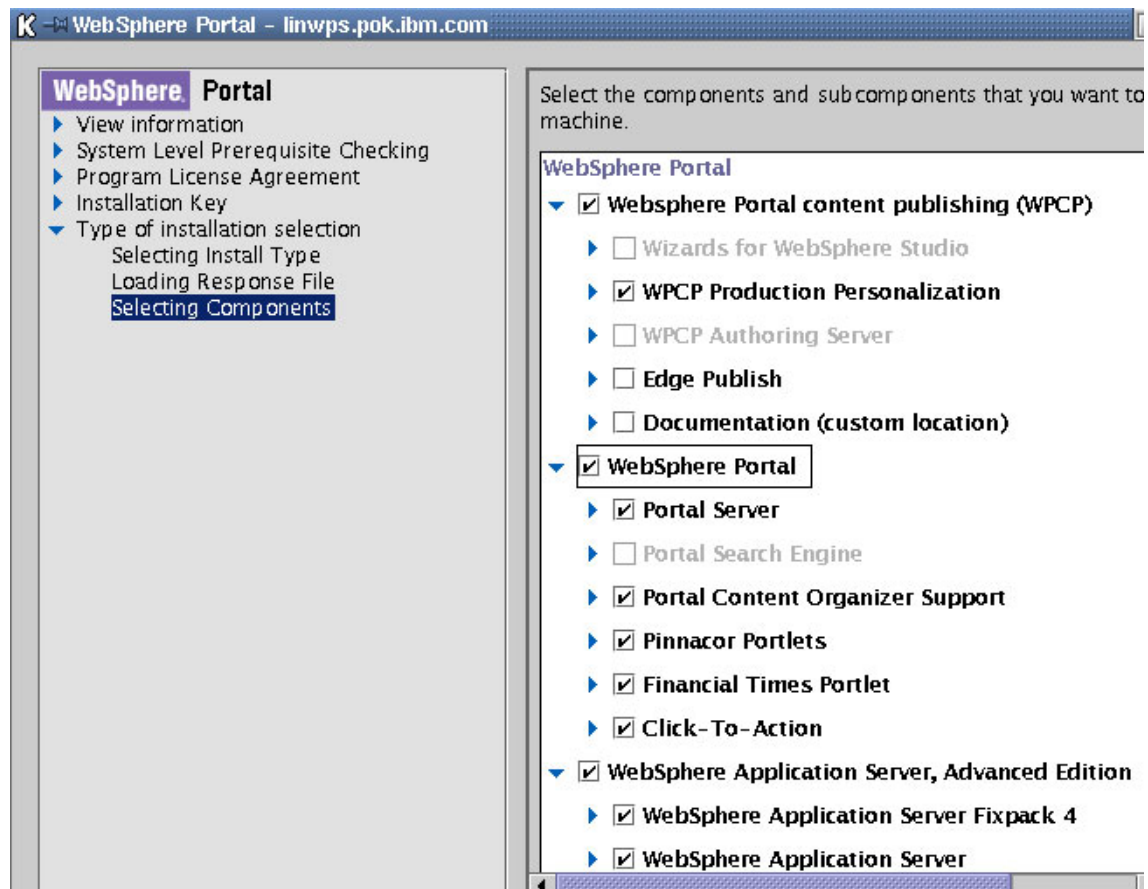 WebSphere Portal - linwps.pok.ibm.com
WebSphere Portal
View information
System Level Prerequisite Checking
Program License Agreement
Installation Key
Type of installation selection
Selecting Install Type
Loading Response File
Selecting Components
Select the components and subcomponents that you want to
machine.
WebSphere Portal
Websphere Portal content publishing (WPCP)
Wizards for WebSphere Studio
WPCP Production Personalization
WPCP Authoring Server
Edge Publish
Documentation (custom location)
WebSphere Portal
Portal Server
Portal Search Engine
Portal Content Organizer Support
Pinnacor Portlets
Financial Times Portlet
Click-To-Action
WebSphere Application Server, Advanced Edition
WebSphere Application Server Fixpack 4
WebSphere Application Server